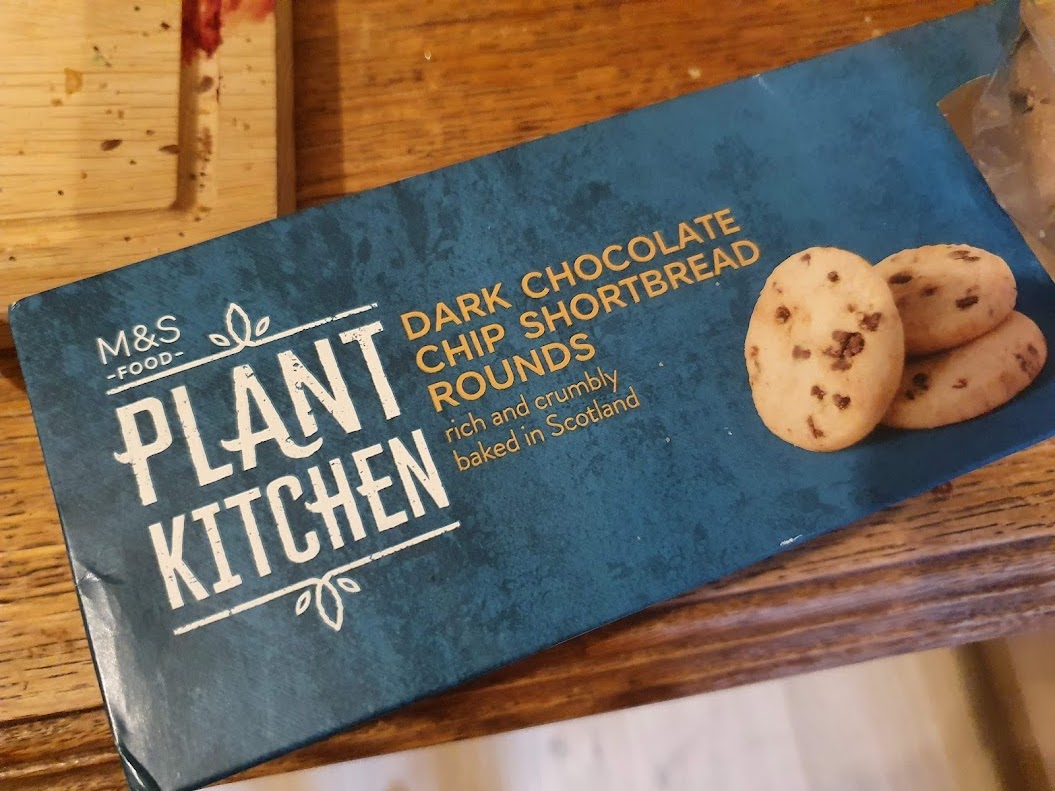 M&S
-FOOD-
PLANT
KITCHEN
DARK CHOCOLATE
CHIP SHORTBREAD
ROUNDS
rich and crumbly
baked in Scotland